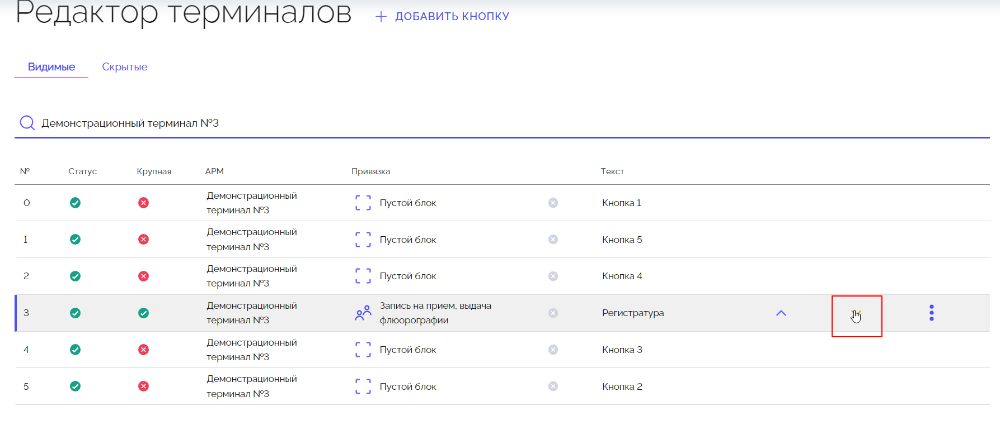 Редактор терминалов
ДОБАВИТЬ КНОПКУ
Видимые Скрытые
Демонстрационный терминал №3
№ Статус Крупная АРМ Привязка Текст
0 Демонстрационный терминал №3 Пустой блок Кнопка 1
1 Демонстрационный терминал №3 Пустой блок Кнопка 5
2 Демонстрационный терминал №3 Пустой блок Кнопка 4
3 Демонстрационный терминал №3 Запись на прием, выдача флюорографии Регистратура
4 Демонстрационный терминал №3 Пустой блок Кнопка 3
5 Демонстрационный терминал №3 Пустой блок Кнопка 2